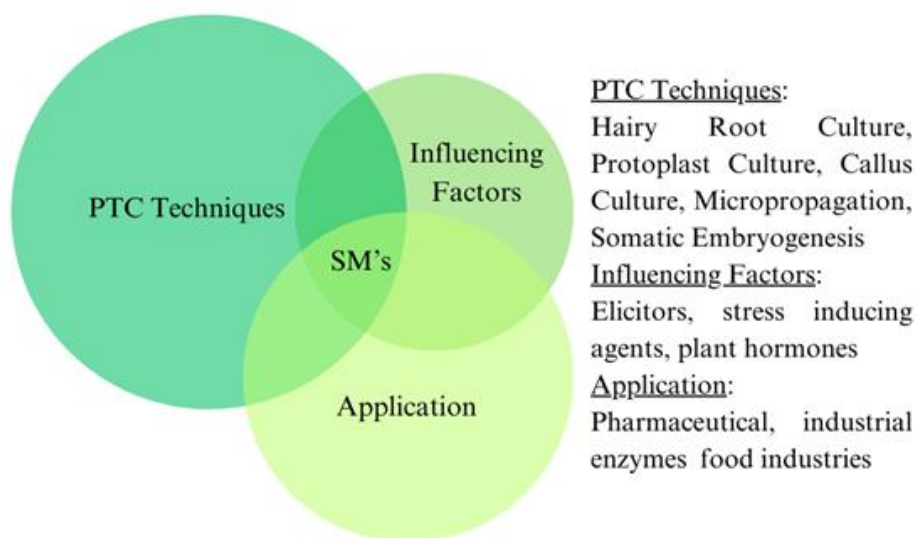 PTC Techniques
Influencing
Factors
SM's
Application
PTC Techniques:
Hairy Root Culture,
Protoplast Culture, Callus
Culture, Micropropagation,
Somatic Embryogenesis
Influencing Factors:
Elicitors, stress inducing
agents, plant hormones
Application:
Pharmaceutical, industrial
enzymes food industries